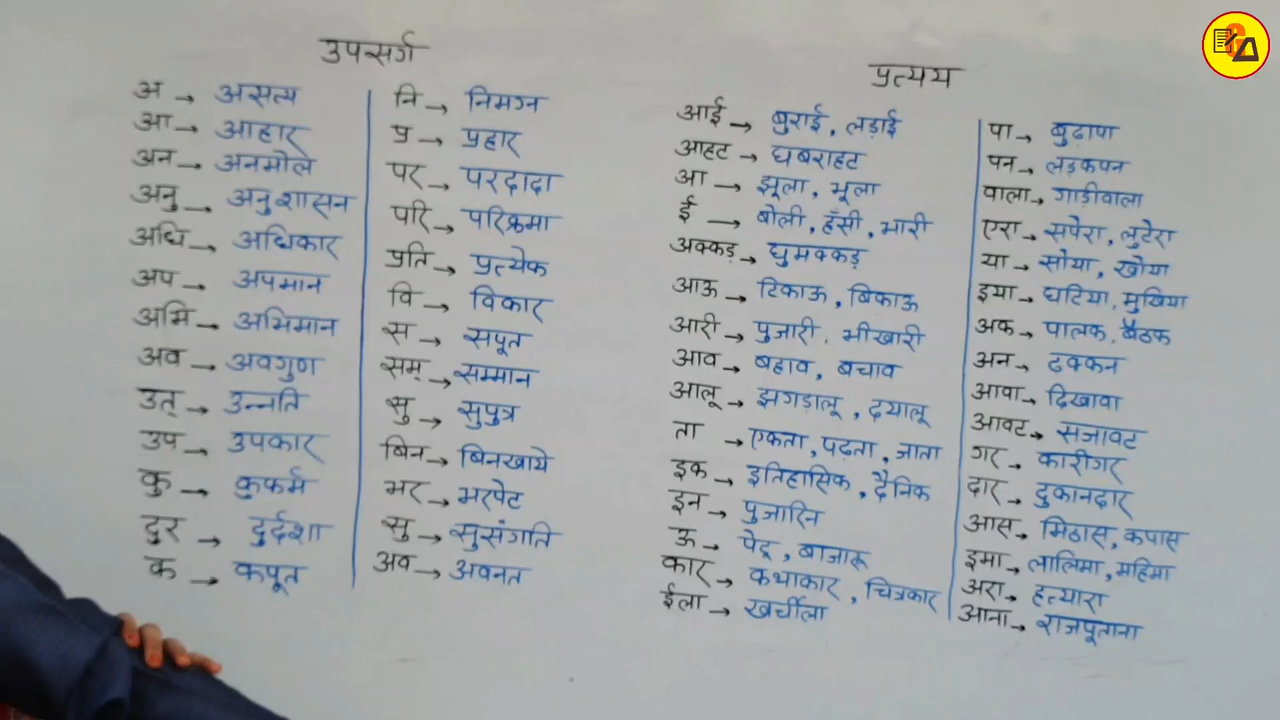 उपसर्ग
अ → असत्य
आ → आहार
अन → अनमोल
अनु → अनुशासन
अधि → अधिकार
अप → अपमान
अभि → अभिमान
अव → अवगुण
उत् → उन्नति
उप → उपकार
कु → कुकर्म
दुर → दुर्दशा
क → कपूत
नि → निमग्न
प्र → प्रहार
पर → परदादा
परि → परिक्रमा
प्रति → प्रत्येक
वि → विकार
स → सपूत
सम् → सम्मान
सु → सुपुत्र
बिन → बिनखाये
भर → भरपेट
सु → सुसंगति
अव → अवनत
प्रत्यय
आई → बुराई, लड़ाई
आहट → घबराहट
आ → झूला, भूला
ई → बोली, हँसी, भारी
अक्कड़ → घुमक्कड़
आऊ → टिकाऊ, बिकाऊ
आरी → पुजारी, भीखारी
आव → बहाव, बचाव
आलू → झगड़ालू, दयालू
ता → एकता, पढ़ता, जाता
इक → इतिहासिक, दैनिक
इन → पुजारिन
ऊ → पेटू, बाजारू
कार → कथाकार, चित्रकार
ईला → खर्चीला
पा → बुढ़ापा
पन → लड़कपन
वाला → गाड़ीवाला
एरा → सपेरा, लुटेरा
या → सोया, खोया
इया → घटिया, मुखिया
अक → पालक, बैठक
अन → ढक्कन
आवा → दिखावा
आवट → सजावट
गर → कारीगर
दार → दुकानदार
आस → मिठास, कपास
इमा → लालिमा, महिमा
अरा → हत्यारा
आना → राजपूताना